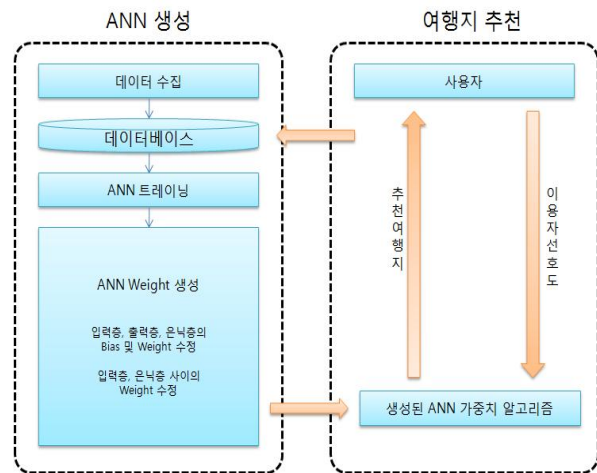 ANN 생성
여행지 추천
데이터 수집
데이터베이스
ANN 트레이닝
ANN Weight 생성
입력층, 출력층, 은닉층의
Bias 및 Weight 수정
입력층, 은닉층 사이의
Weight 수정
사용자
추천여행지
이용자선호도
생성된 ANN 가중치 알고리즘